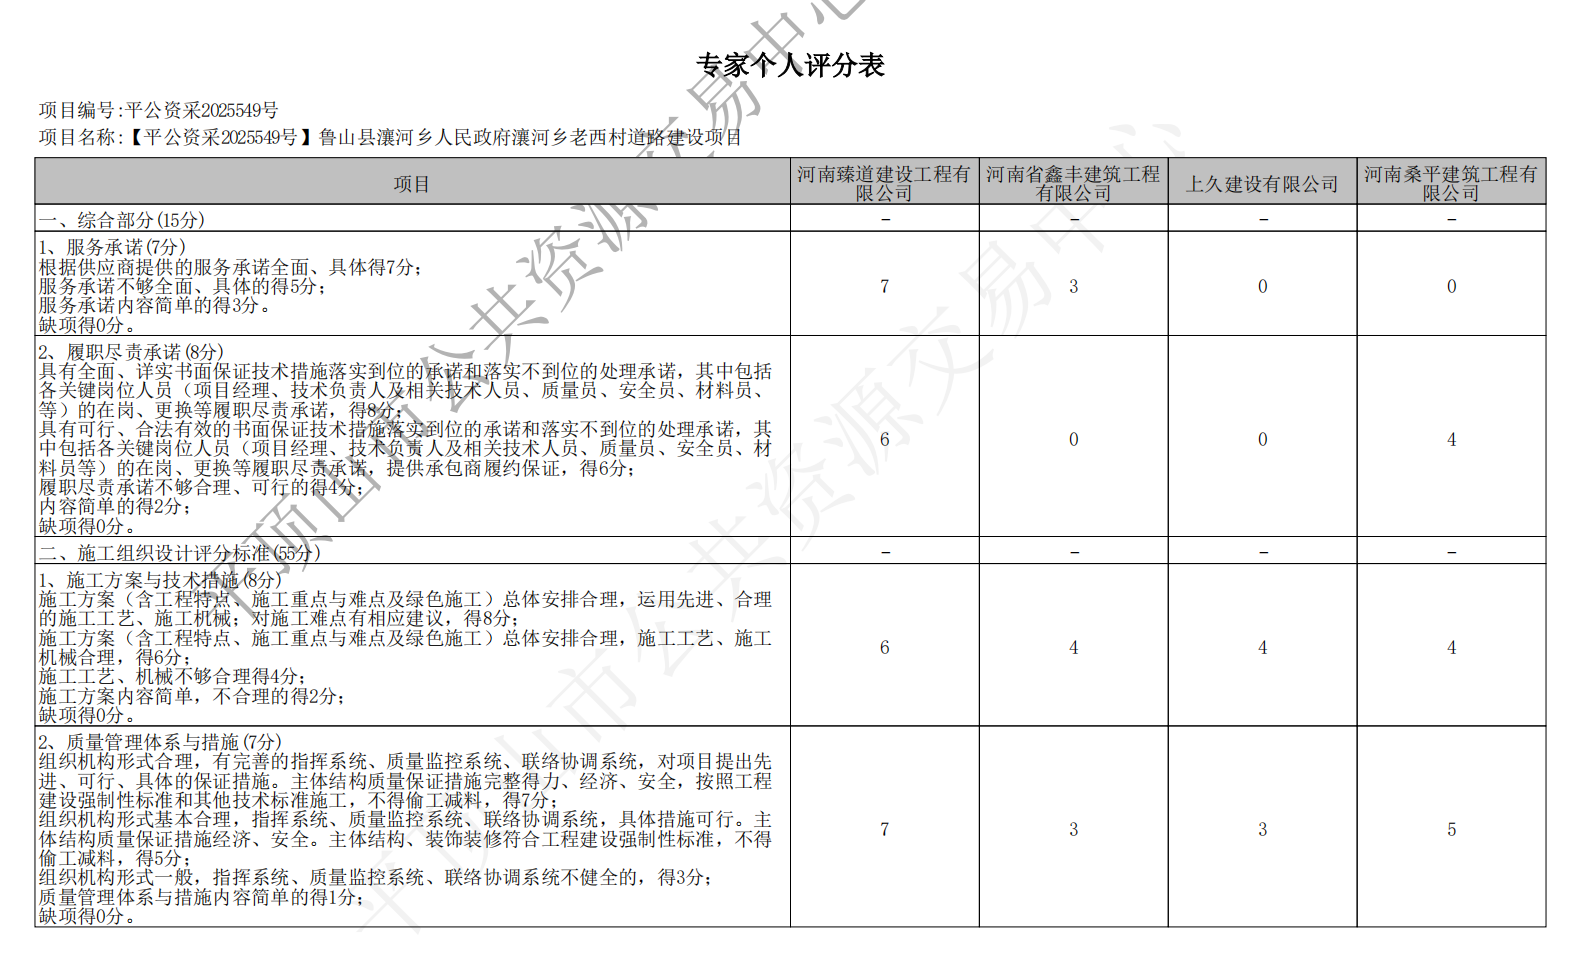 专家个人评分表
项目编号:平公资采2025549号
项目名称:【平公资采2025549号】鲁山县瀼河乡人民政府瀼河乡老西村道路建设项目
项目
河南臻道建设工程有
限公司
河南省鑫丰建筑工程
有限公司
上久建设有限公司
河南桑平建筑工程有
限公司
一、综合部分(15分)
- - - -
1、服务承诺(7分)
根据供应商提供的服务承诺全面、具体得7分;
服务承诺不够全面、具体的得5分;
服务承诺内容简单的得3分。
缺项得0分。
7 3 0 0
2、履职尽责承诺(8分)
具有全面、详实书面保证技术措施落实到位的承诺和落实不到位的处理承诺，其中包括
各关键岗位人员（项目经理、技术负责人及相关技术人员、质量员、安全员、材料员、
等）的在岗、更换等履职尽责承诺，得8分;
具有可行、合法有效的书面保证技术措施落实到位的承诺和落实不到位的处理承诺，其
中包括各关键岗位人员（项目经理、技术负责人及相关技术人员、质量员、安全员、材
料员等）的在岗、更换等履职尽责承诺，提供承包商履约保证，得6分;
履职尽责承诺不够合理、可行的得4分;
内容简单的得2分;
缺项得0分。
6 0 0 4
二、施工组织设计评分标准(55分)
- - - -
1、施工方案与技术措施(8分)
施工方案（含工程特点、施工重点与难点及绿色施工）总体安排合理，运用先进、合理
的施工工艺、施工机械; 对施工难点有相应建议，得8分;
施工方案（含工程特点、施工重点与难点及绿色施工）总体安排合理，施工工艺、施工
机械合理，得6分;
施工工艺、机械不够合理得4分;
施工方案内容简单，不合理的得2分;
缺项得0分。
6 4 4 4
2、质量管理体系与措施(7分)
组织机构形式合理，有完善的指挥系统、质量监控系统、联络协调系统，对项目提出先
进、可行、具体的保证措施。主体结构质量保证措施完整得力、经济、安全，按照工程
建设强制性标准和其他技术标准施工，不得偷工减料，得7分;
组织机构形式基本合理，指挥系统、质量监控系统、联络协调系统，具体措施可行。主
体结构质量保证措施经济、安全。主体结构、装饰装修符合工程建设强制性标准，不得
偷工减料，得5分;
组织机构形式一般，指挥系统、质量监控系统、联络协调系统不健全的，得3分;
质量管理体系与措施内容简单的得1分;
缺项得0分。
7 3 3 5
平顶山市公共资源交易中心
平顶山市公共资源交易中心